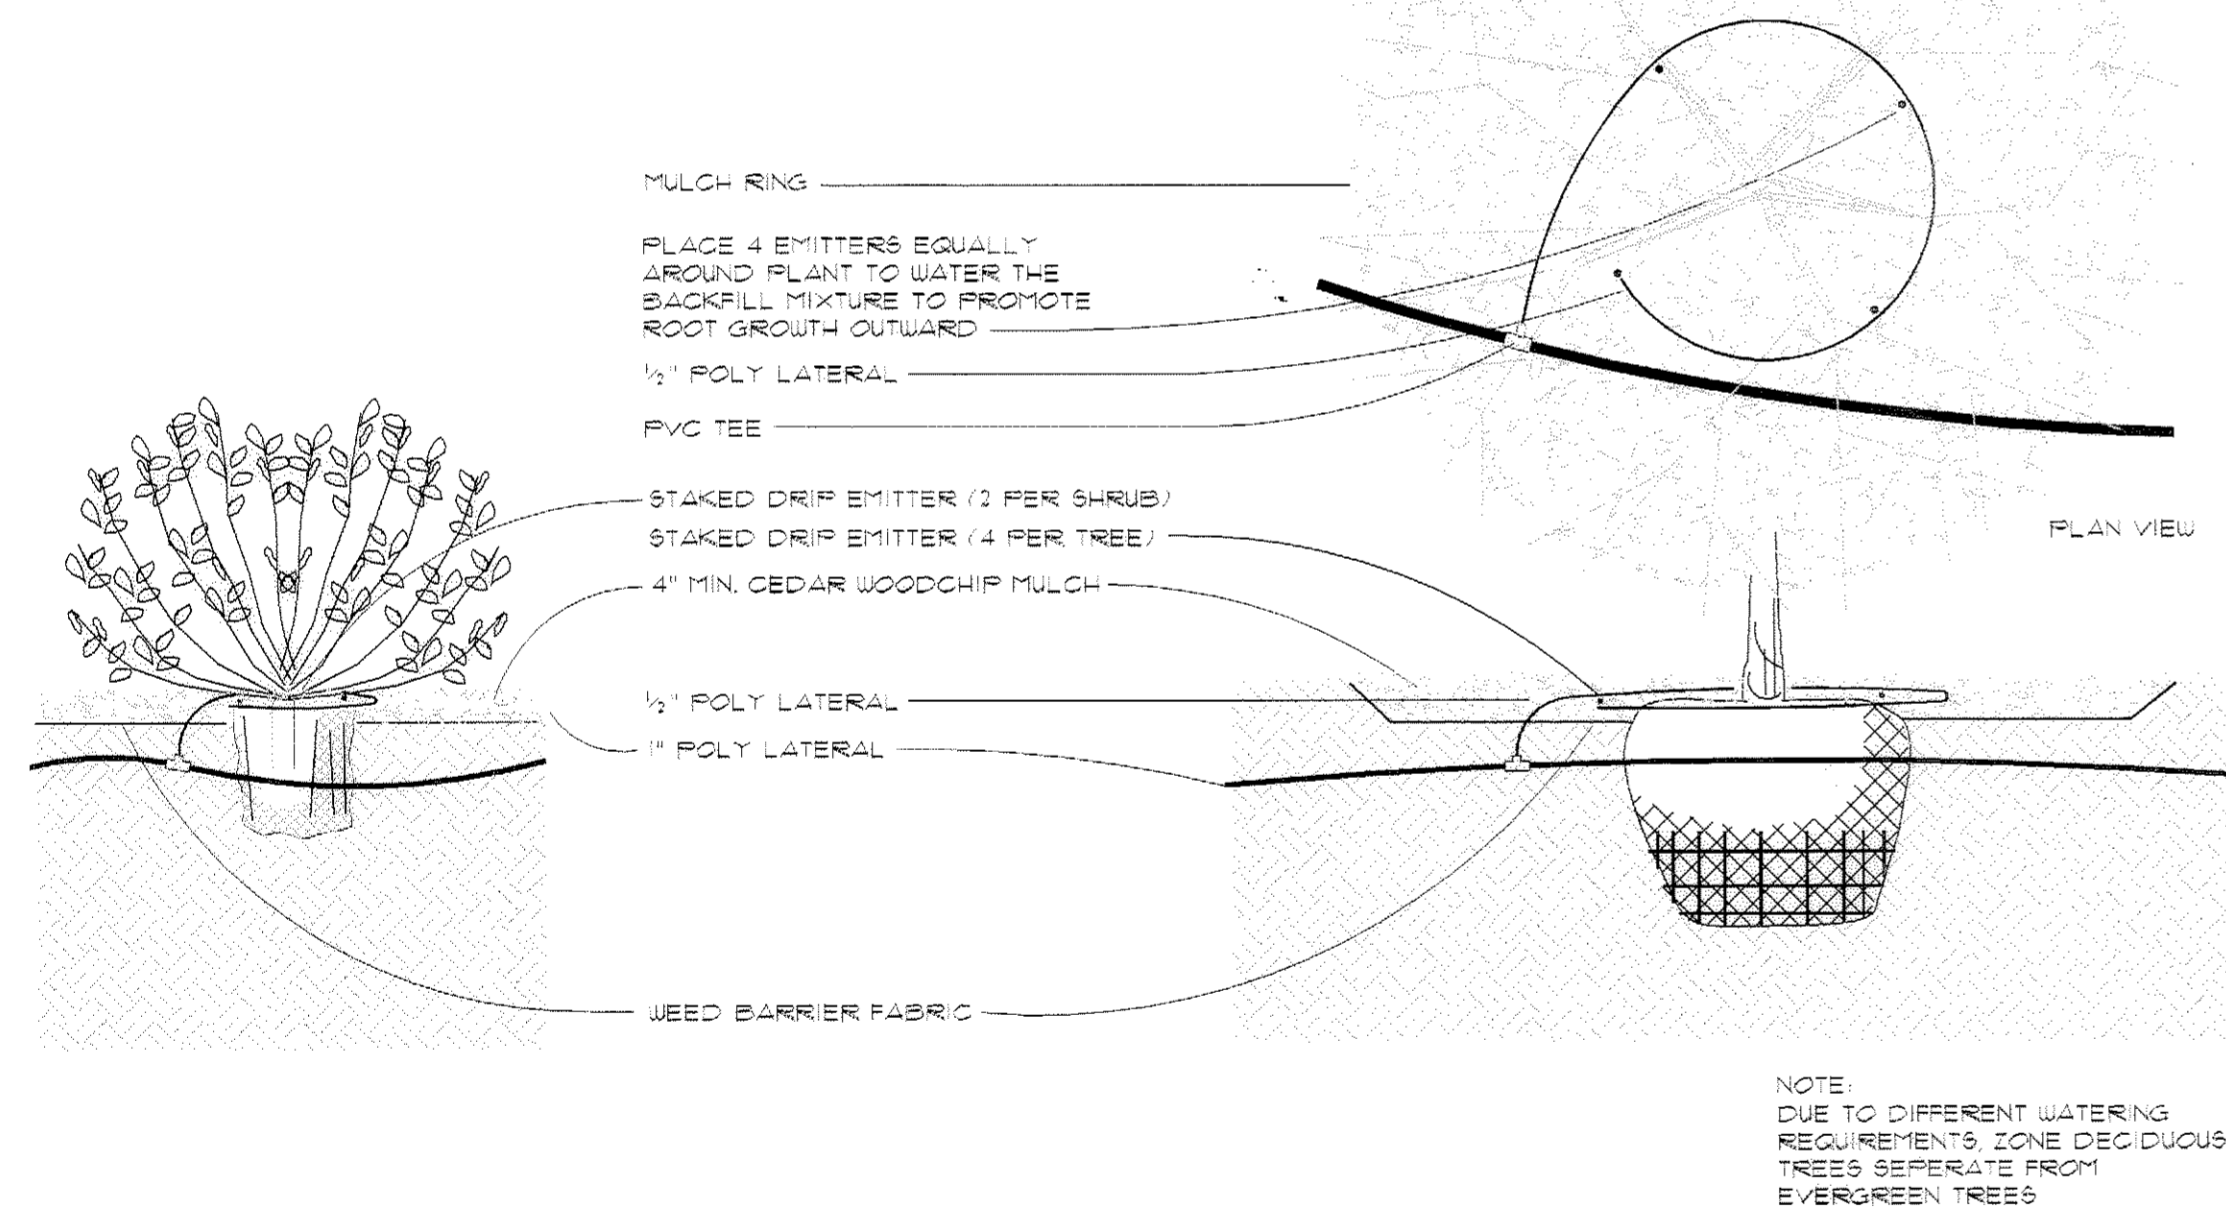 MULCH RING
PLACE 4 EMITTERS EQUALLY
AROUND PLANT TO WATER THE
BACKFILL MIXTURE TO PROMOTE
ROOT GROWTH OUTWARD
½" POLY LATERAL
PVC TEE
STAKED DRIP EMITTER (2 PER SHRUB)
STAKED DRIP EMITTER (4 PER TREE)
PLAN VIEW
4" MIN. CEDAR WOODCHIP MULCH
½" POLY LATERAL
1" POLY LATERAL
WEED BARRIER FABRIC
NOTE:
DUE TO DIFFERENT WATERING
REQUIREMENTS, ZONE DECIDUOUS
TREES SEPERATE FROM
EVERGREEN TREES